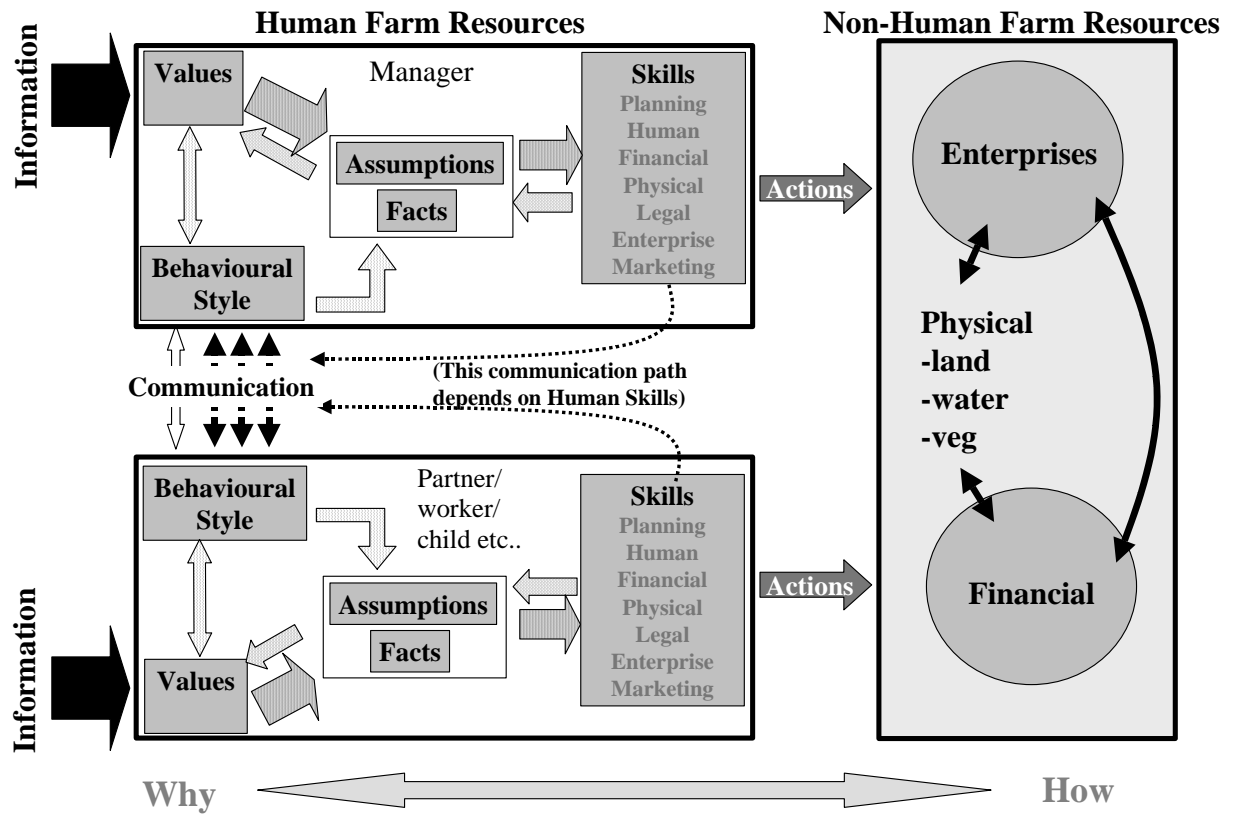 Human Farm Resources
Non-Human Farm Resources
Information
Values
Manager
Assumptions
Facts
Behavioural
Style
Skills
Planning
Human
Financial
Physical
Legal
Enterprise
Marketing
Actions
Enterprises
Physical
-land
-water
-veg
Financial
Communication
(This communication path
depends on Human Skills)
Information
Behavioural
Style
Partner/
worker/
child etc..
Assumptions
Facts
Values
Skills
Planning
Human
Financial
Physical
Legal
Enterprise
Marketing
Actions
Why
How